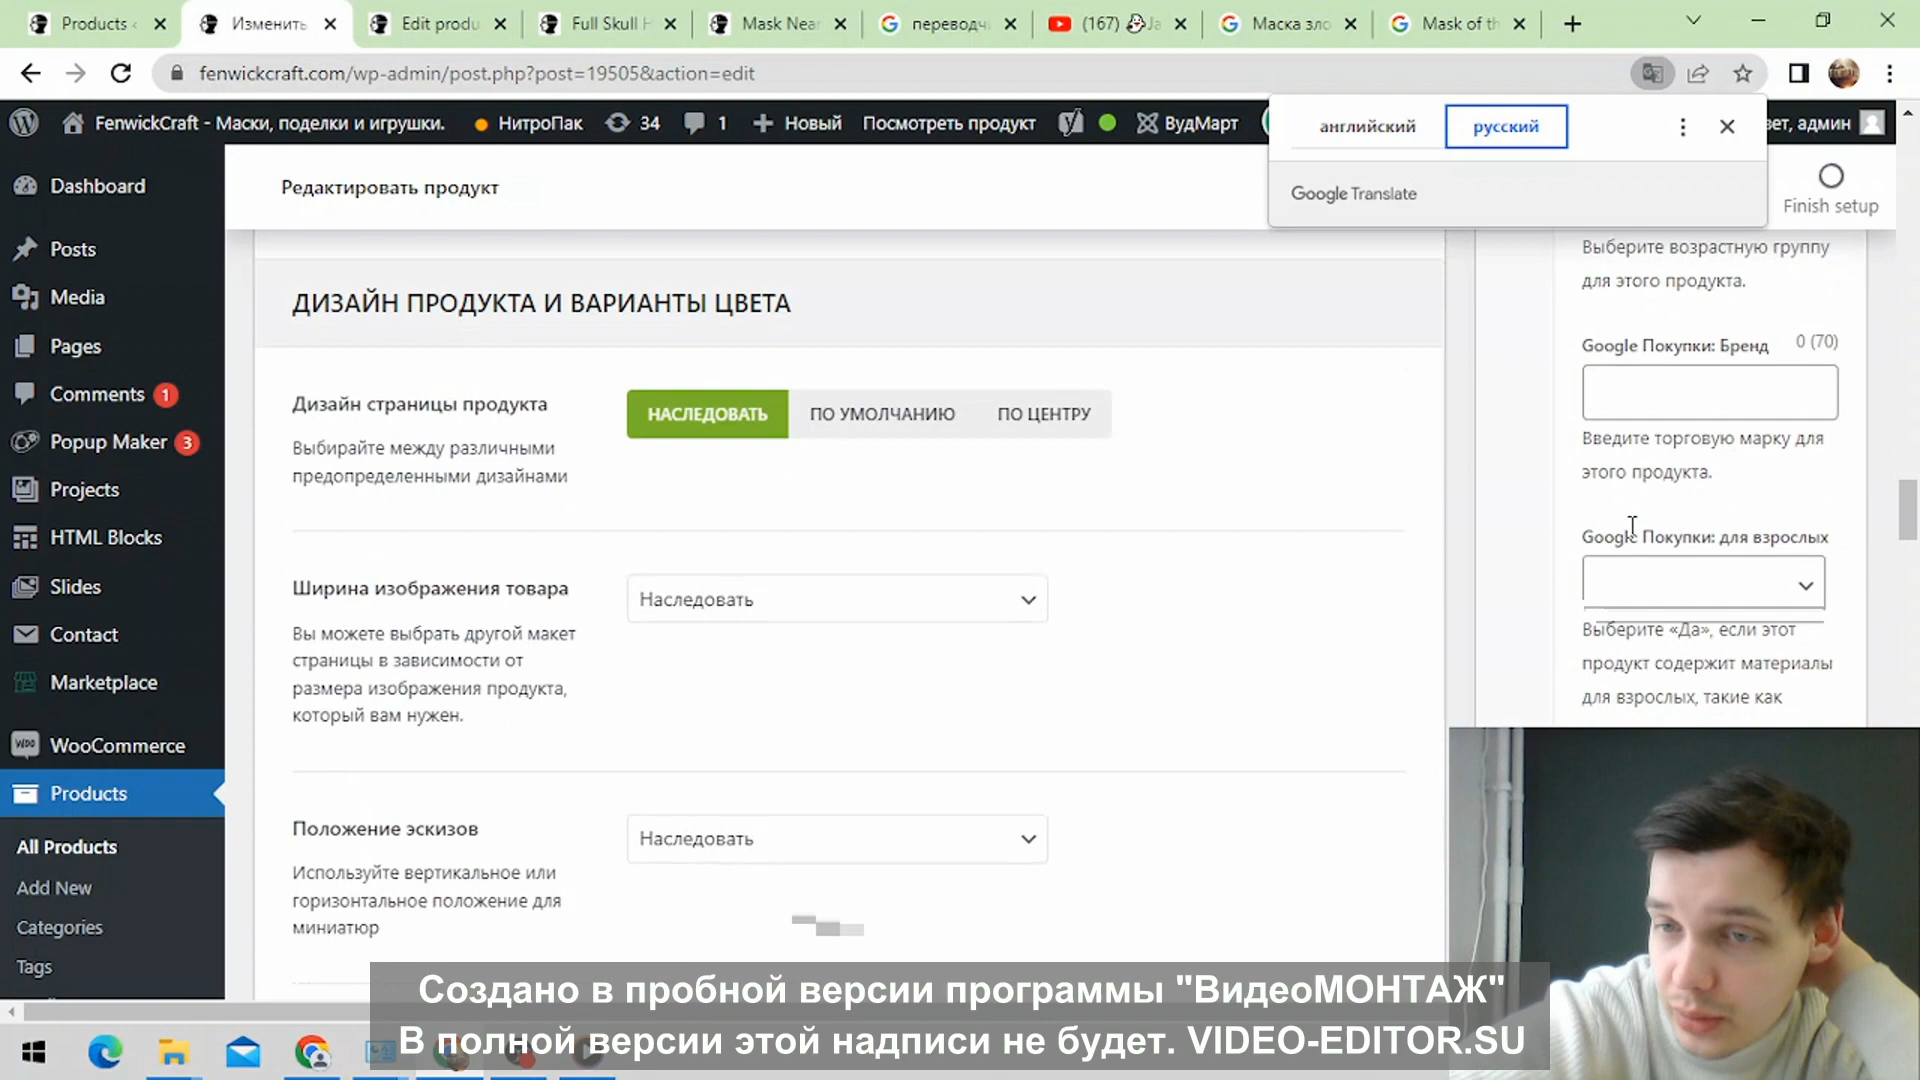 Products
Изменить
Edit produ
Full Skull H
Mask Near
переводч
(167)
Маска зло
Mask of th
fenwickcraft.com/wp-admin/post.php?post=19505&action=edit
FenwickCraft - Маски, поделки и игрушки.
НитроПак
34
1
Новый
Посмотреть продукт
ВудМарт
вет, админ
английский
русский
Google Translate
Finish setup
Dashboard
Posts
Media
Pages
Comments 1
Popup Maker 3
Projects
HTML Blocks
Slides
Contact
Marketplace
WooCommerce
Products
All Products
Add New
Categories
Tags
Редактировать продукт
ДИЗАЙН ПРОДУКТА И ВАРИАНТЫ ЦВЕТА
Дизайн страницы продукта
НАСЛЕДОВАТЬ
ПО УМОЛЧАНИЮ
ПО ЦЕНТРУ
Выбирайте между различными
предопределенными дизайнами
Ширина изображения товара
Наследовать
Вы можете выбрать другой макет
страницы в зависимости от
размера изображения продукта,
который вам нужен.
Положение эскизов
Наследовать
Используйте вертикальное или
горизонтальное положение для
миниатюр
Выберите возрастную группу
для этого продукта.
Google Покупки: Бренд
0 (70)
Введите торговую марку для
этого продукта.
Google Покупки: для взрослых
Выберите «Да», если этот
продукт содержит материалы
для взрослых, такие как
Создано в пробной версии программы "ВидеоМОНТАЖ"
В полной версии этой надписи не будет. VIDEO-EDITOR.SU